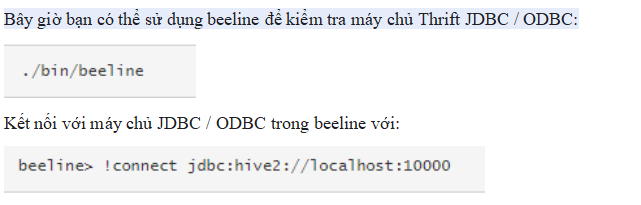 Bây giờ bạn có thể sử dụng beeline để kiểm tra máy chủ Thrift JDBC / ODBC:
./bin/beeline
Kết nối với máy chủ JDBC / ODBC trong beeline với:
beeline> !connect jdbc:hive2://localhost:10000